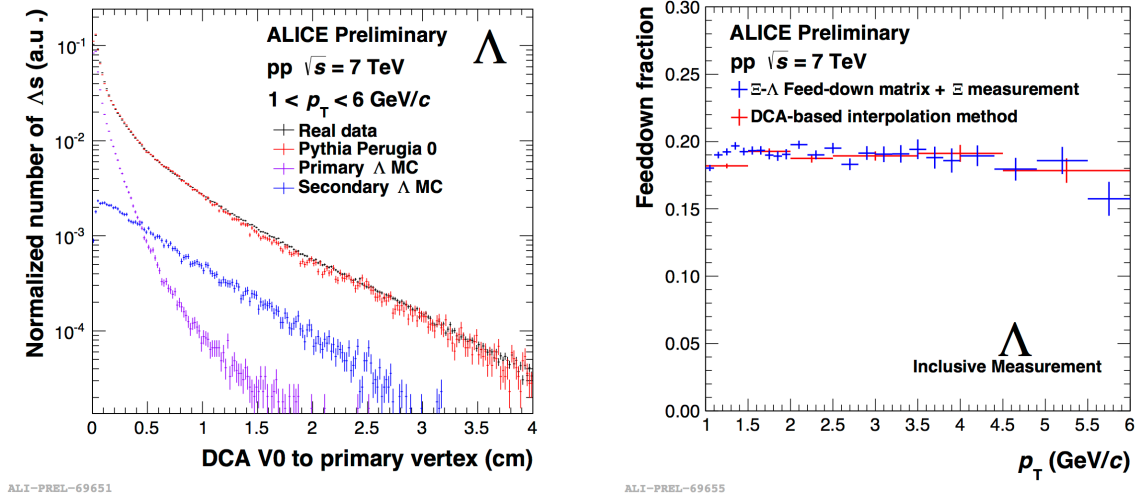 Normalized number of Λs (a.u.)
10⁻¹
10⁻²
10⁻³
10⁻⁴
ALICE Preliminary
Λ
pp √s = 7 TeV
1 < pT < 6 GeV/c
Real data
Pythia Perugia 0
Primary Λ MC
Secondary Λ MC
0 0.5 1 1.5 2 2.5 3 3.5 4
DCA V0 to primary vertex (cm)
ALI-PREL-69651
Feedddown fraction
0.30
0.25
0.20
0.15
0.10
0.05
0.00
ALICE Preliminary
pp √s = 7 TeV
Ξ-Λ Feed-down matrix + Ξ measurement
DCA-based interpolation method
Λ
Inclusive Measurement
1 1.5 2 2.5 3 3.5 4 4.5 5 5.5 6
pT (GeV/c)
ALI-PREL-69655